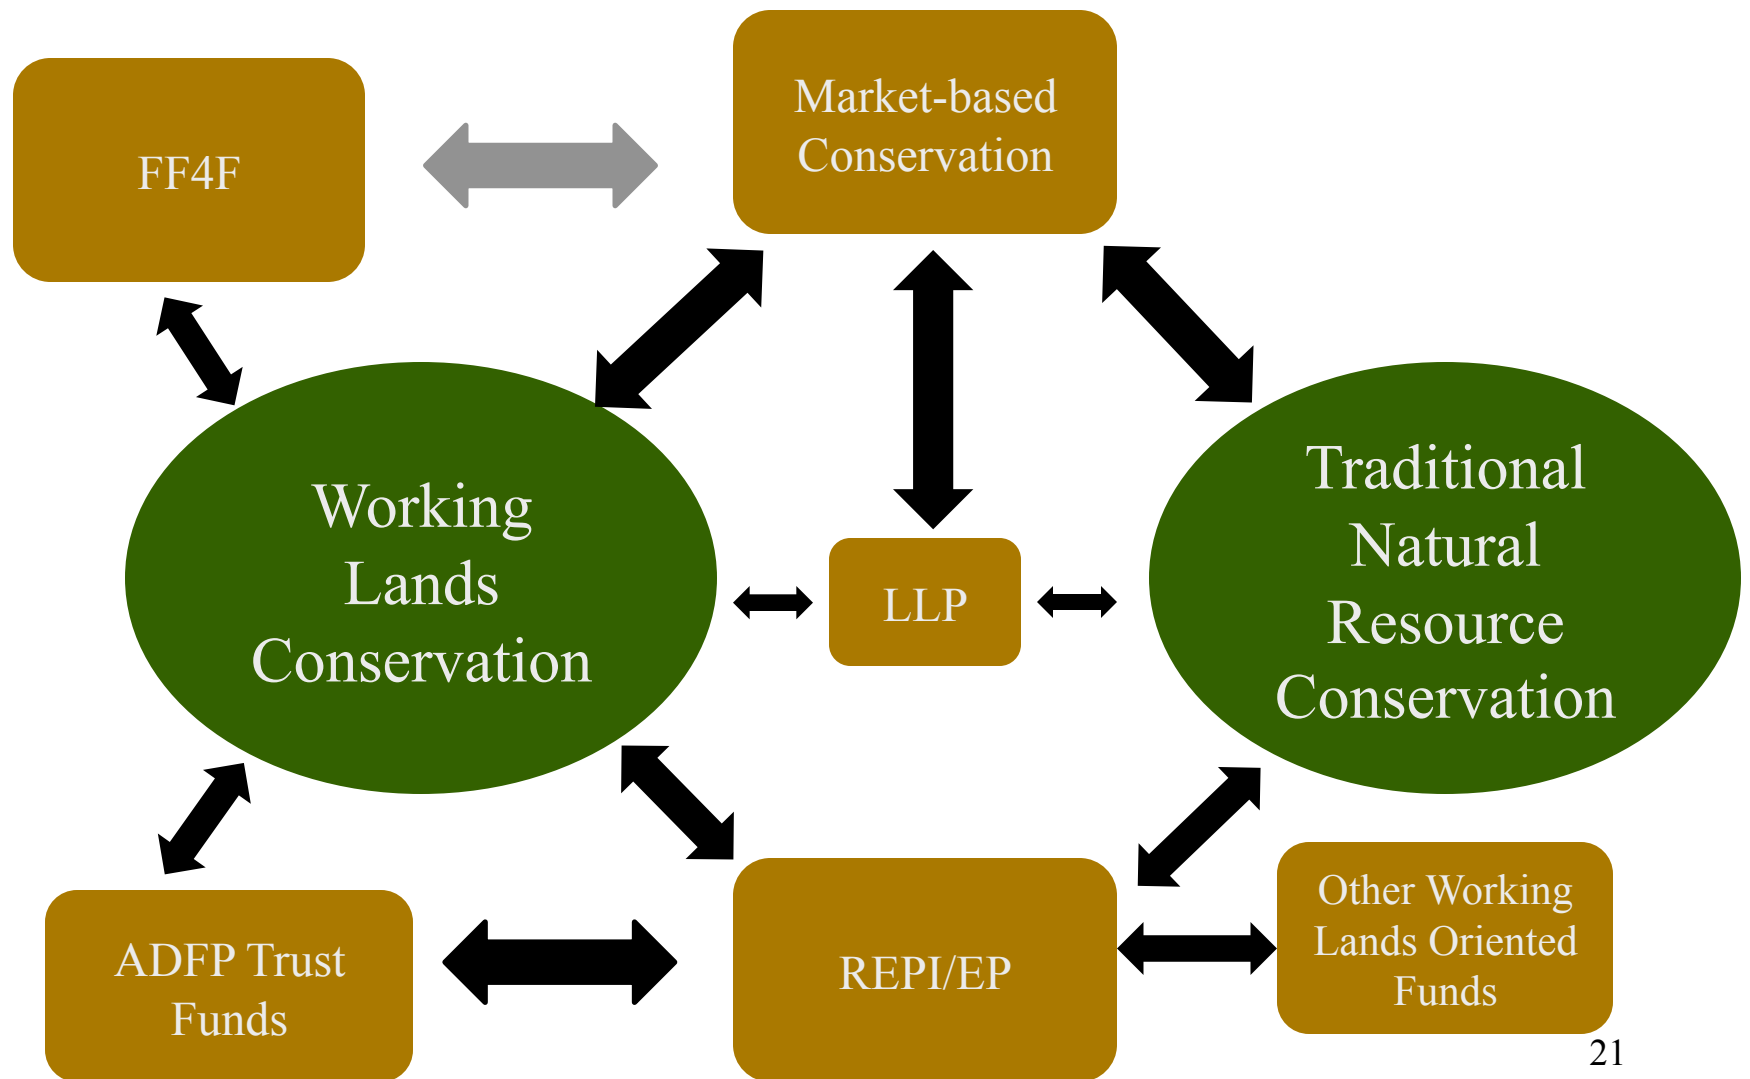 FF4F
Market-based
Conservation
Working
Lands
Conservation
LLP
Traditional
Natural
Resource
Conservation
ADFP Trust
Funds
REPI/EP
Other Working
Lands Oriented
Funds
21